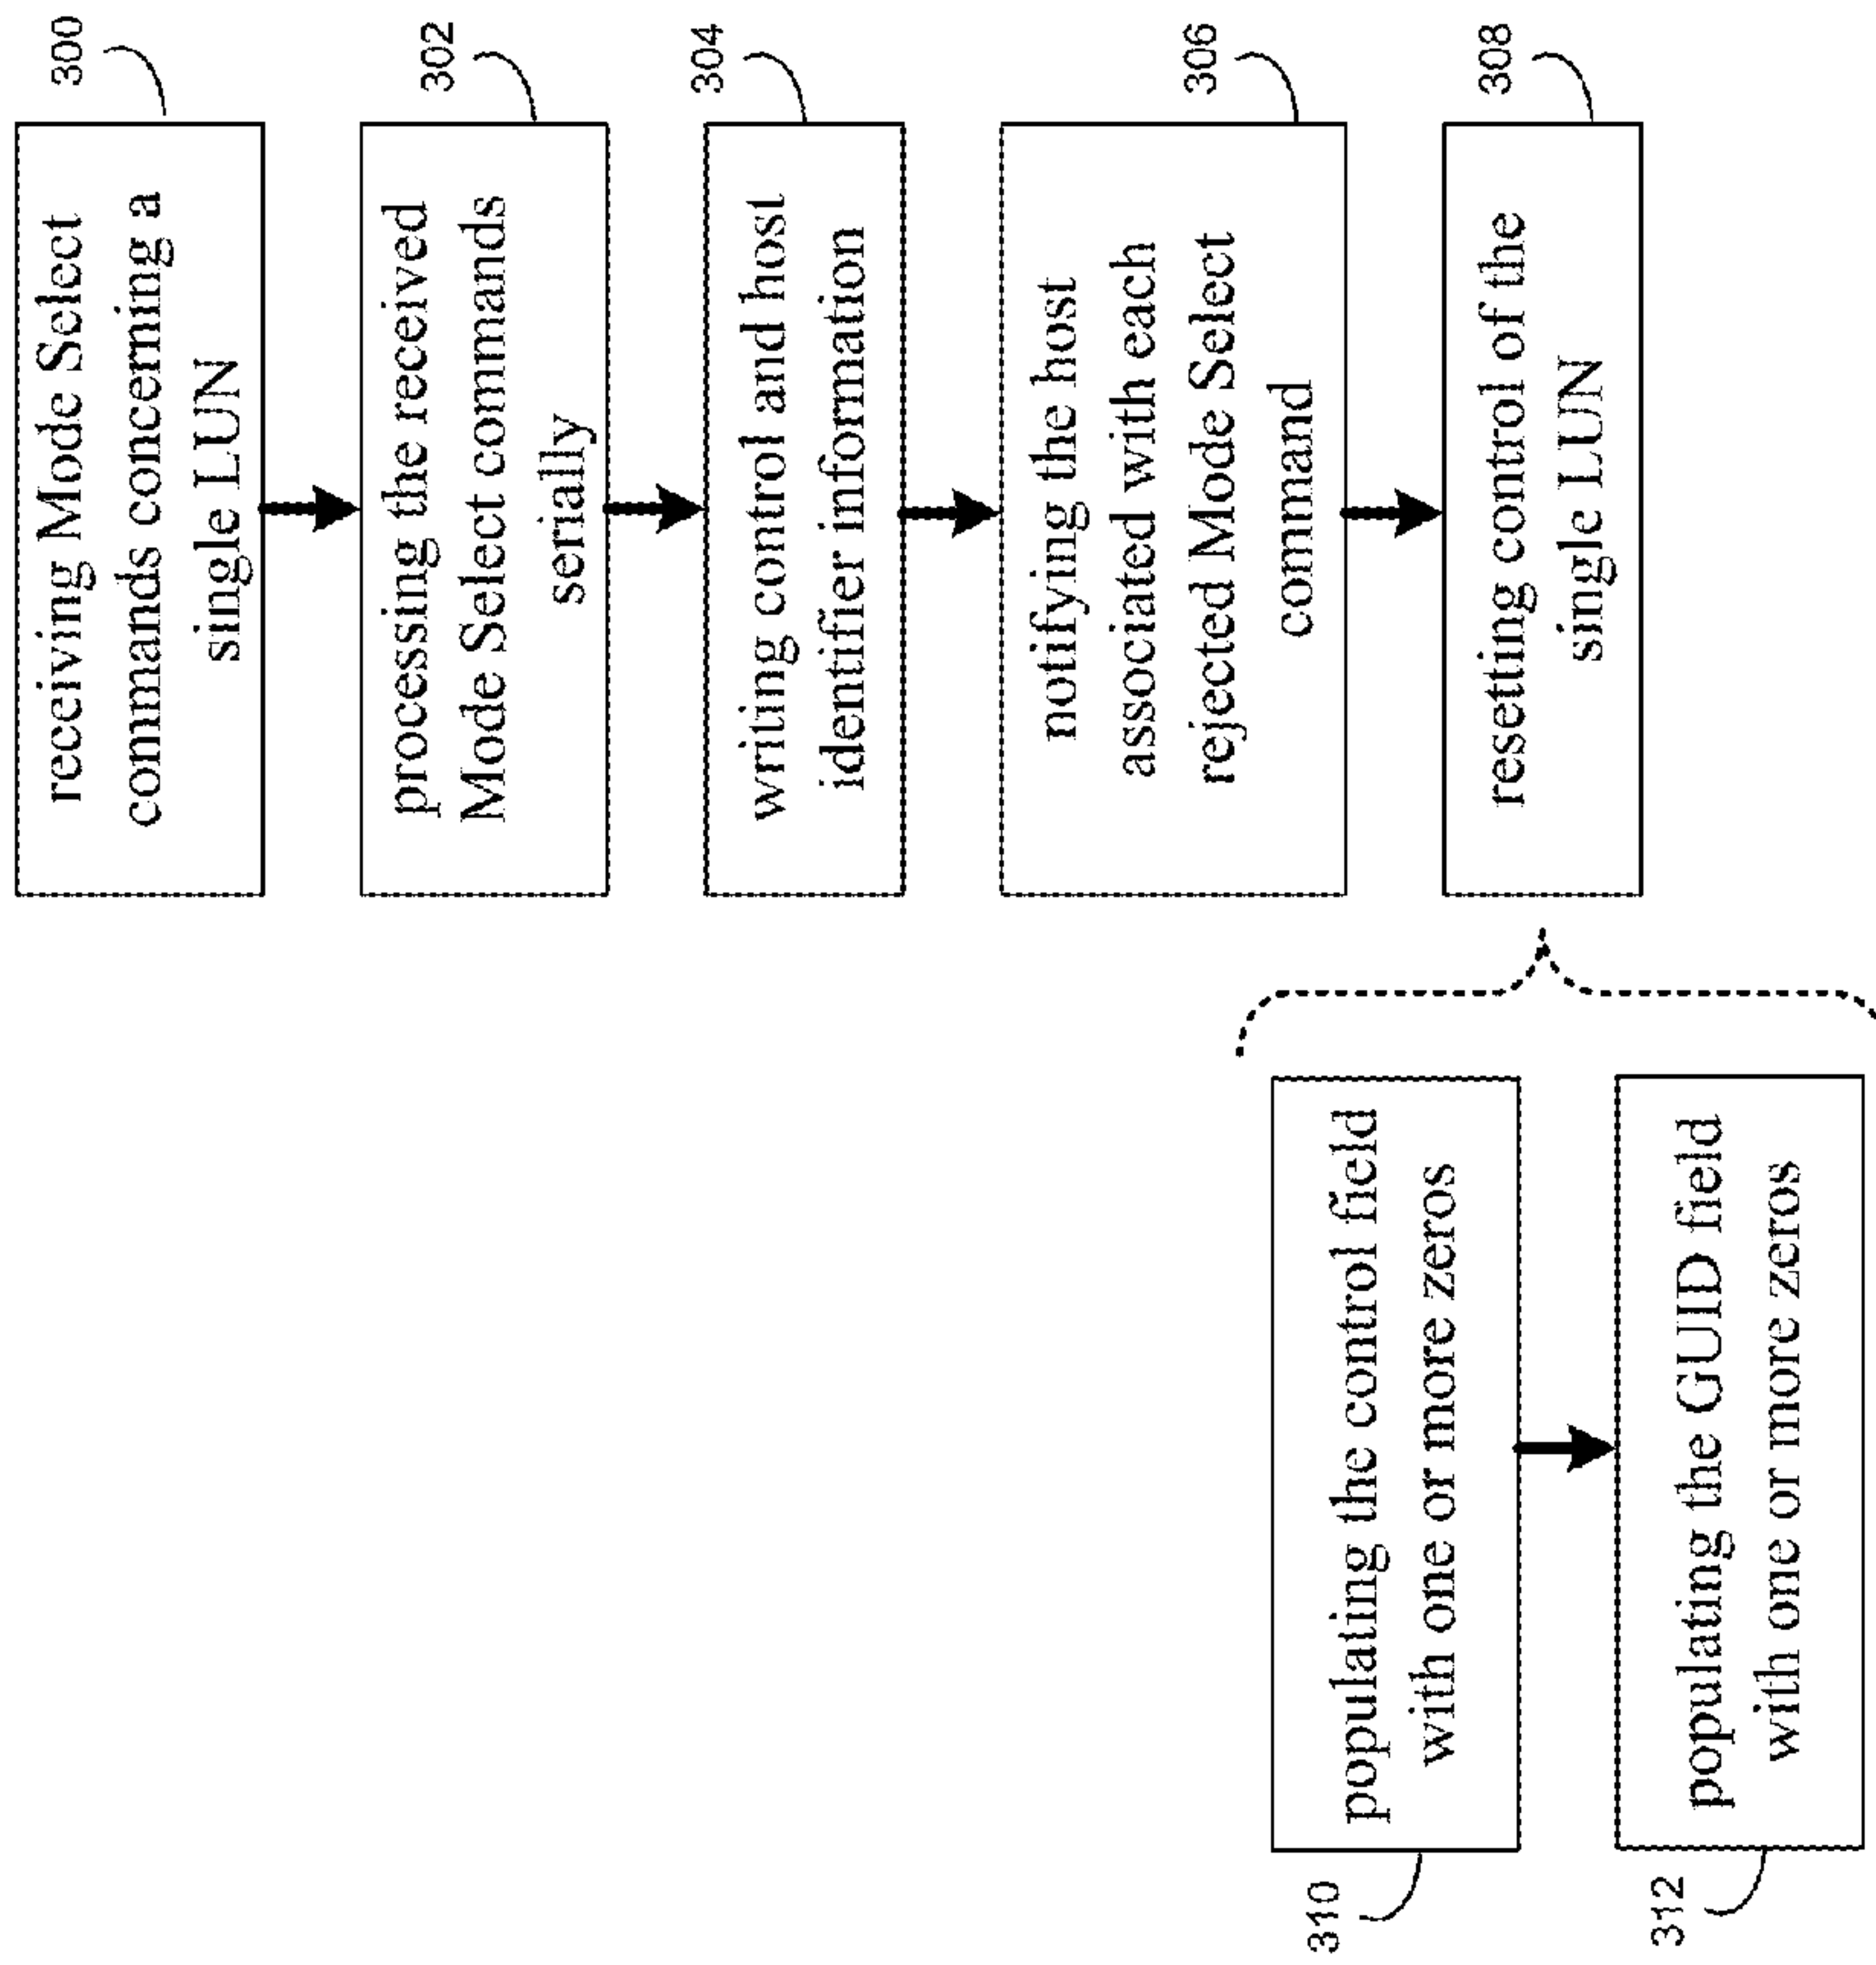 300
receiving Mode Select
commands concerning a
single LUN
302
processing the received
Mode Select commands
serially
304
writing control and host
identifier information
306
notifying the host
associated with each
rejected Mode Select
command
308
resetting control of the
single LUN
310
populating the control field
with one or more zeros
312
populating the GUID field
with one or more zeros